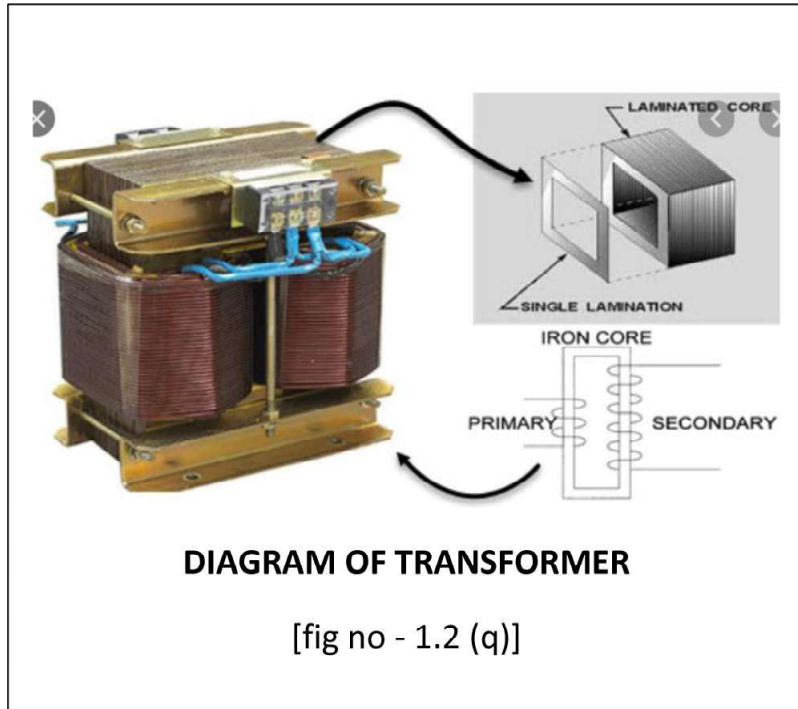 LAMINATED CORE
SINGLE LAMINATION
IRON CORE
PRIMARY
SECONDARY
DIAGRAM OF TRANSFORMER
[fig no - 1.2 (q)]